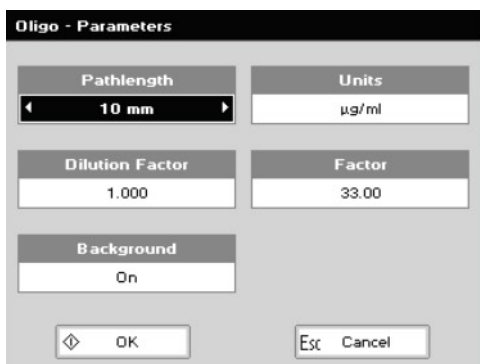 Oligo - Parameters
Pathlength
10 mm
Units
µg/ml
Dilution Factor
1.000
Factor
33.00
Background
On
OK
Esc Cancel